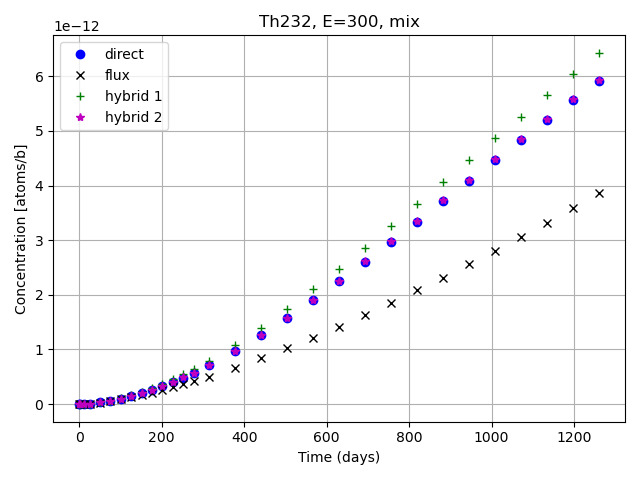 Th232, E=300, mix
1e−12
direct
flux
hybrid 1
hybrid 2
6
5
4
3
2
1
0
Concentration [atoms/b]
0 200 400 600 800 1000 1200
Time (days)